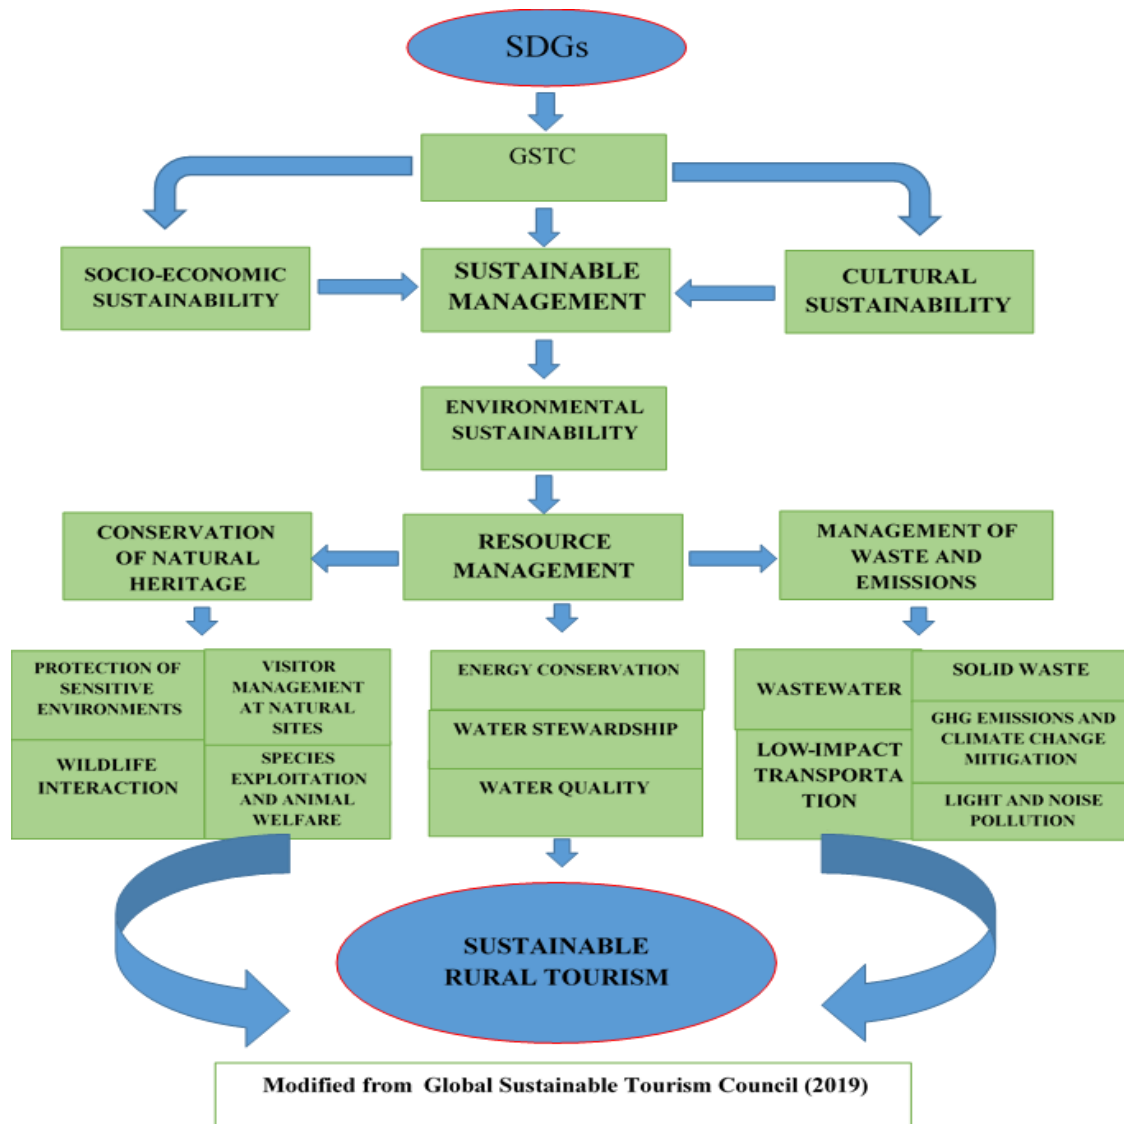 SDGs
GSTC
SOCIO-ECONOMIC
SUSTAINABILITY
SUSTAINABLE
MANAGEMENT
CULTURAL
SUSTAINABILITY
ENVIRONMENTAL
SUSTAINABILITY
CONSERVATION
OF NATURAL
HERITAGE
RESOURCE
MANAGEMENT
MANAGEMENT OF
WASTE AND
EMISSIONS
PROTECTION OF
SENSITIVE
ENVIRONMENTS
VISITOR
MANAGEMENT
AT NATURAL
SITES
WILDLIFE
INTERACTION
SPECIES
EXPLOITATION
AND ANIMAL
WELFARE
ENERGY CONSERVATION
WATER STEWARDSHIP
WATER QUALITY
WASTEWATER
LOW-IMPACT
TRANSPORTA
TION
SOLID WASTE
GHG EMISSIONS AND
CLIMATE CHANGE
MITIGATION
LIGHT AND NOISE
POLLUTION
SUSTAINABLE
RURAL TOURISM
Modified from Global Sustainable Tourism Council (2019)